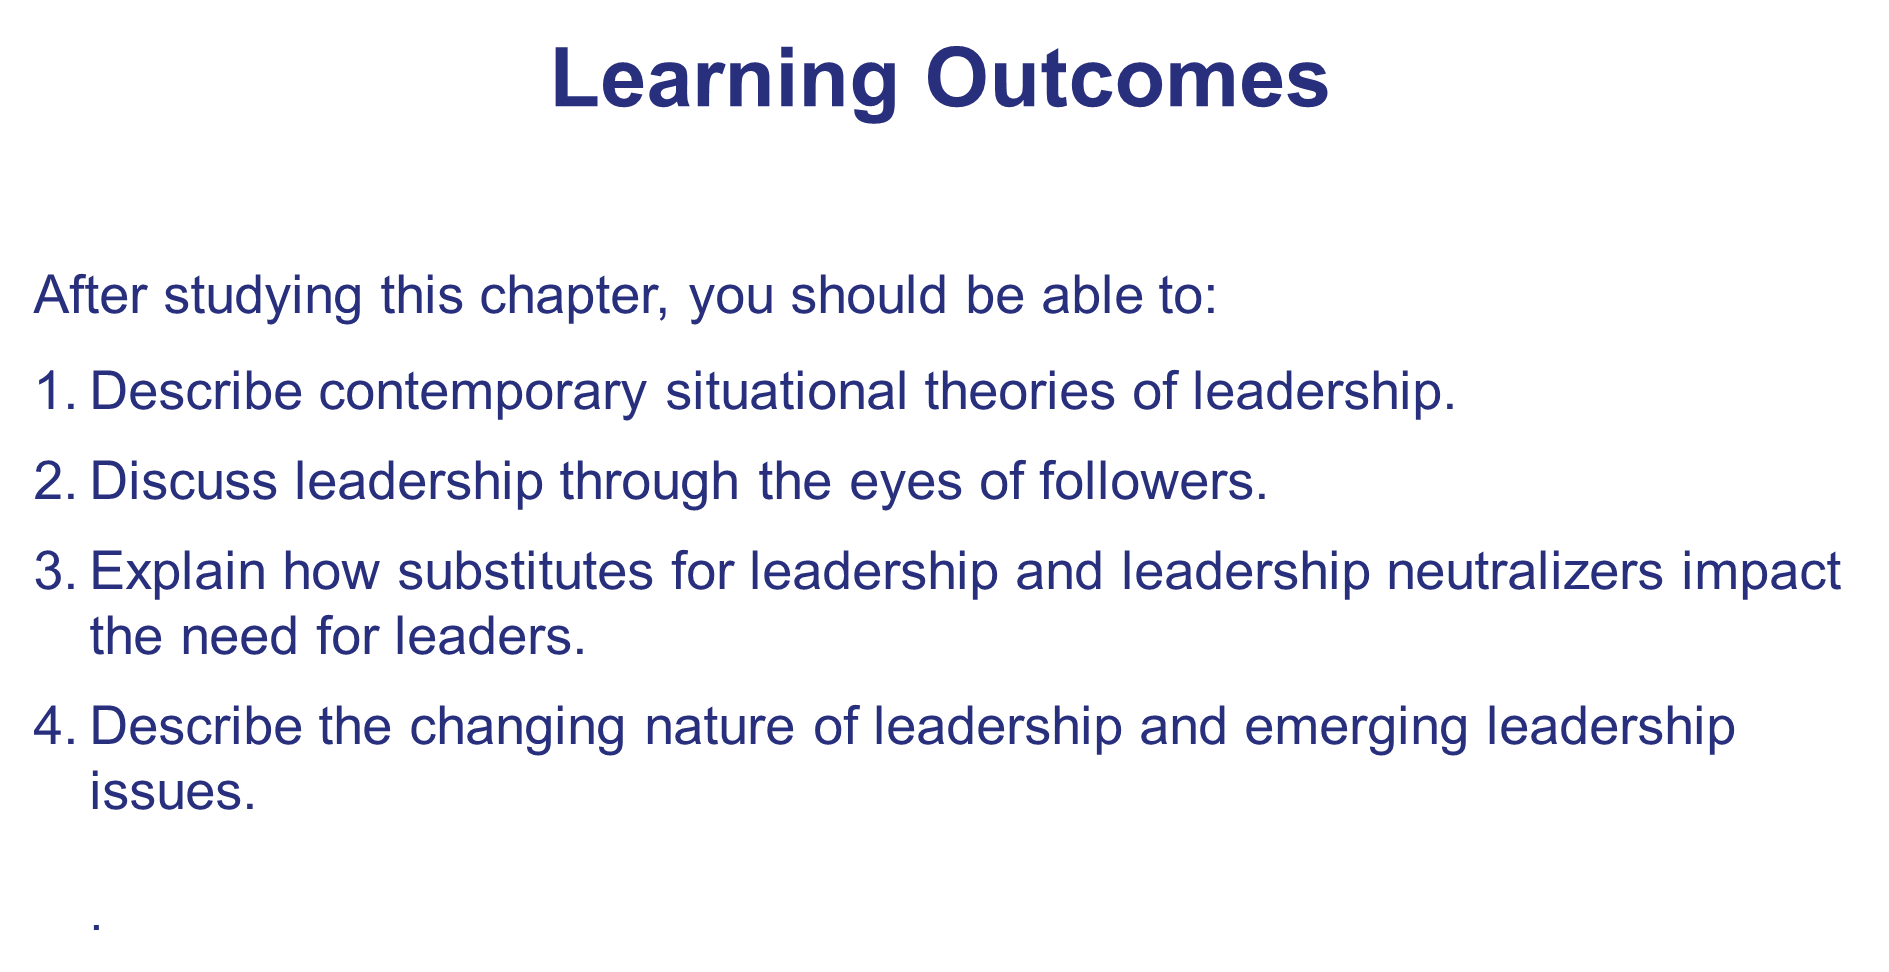 Learning Outcomes
After studying this chapter, you should be able to:
1. Describe contemporary situational theories of leadership.
2. Discuss leadership through the eyes of followers.
3. Explain how substitutes for leadership and leadership neutralizers impact
the need for leaders.
4. Describe the changing nature of leadership and emerging leadership
issues.
.